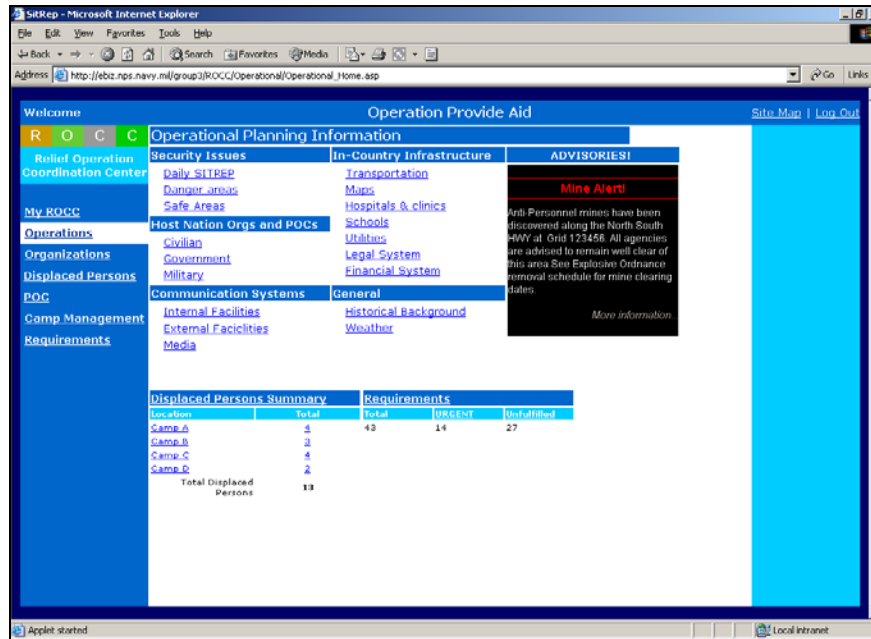 SitRep - Microsoft Internet Explorer
File Edit View Favorites Tools Help
Back Search Favorites Media
Address http://ebiz.nps.navy.mil/group3/ROCC/Operational/Operational_Home.asp Go Links
Welcome Operation Provide Aid Site Map | Log Out
R O C C
Relief Operation
Coordination Center
My ROCC
Operations
Organizations
Displaced Persons
POC
Camp Management
Requirements
Operational Planning Information
Security Issues
Daily SITREP
Danger areas
Safe Areas
Host Nation Orgs and POCs
Civilian
Government
Military
Communication Systems
Internal Facilities
External Faciclities
Media
In-Country Infrastructure
Transportation
Maps
Hospitals & clinics
Schools
Utilities
Legal System
Financial System
General
Historical Background
Weather
ADVISORIES!
Mine Alert!
Anti-Personnel mines have been
discovered along the North South
HWY at Grid 123456. All agencies
are advised to remain well clear of
this area.See Explosive Ordnance
removal schedule for mine clearing
dates.
More information
Displaced Persons Summary Requirements
Location Total Total URGENT Unfulfilled
Camp A 4 43 14 27
Camp B 3
Camp C 4
Camp D 2
Total Displaced
Persons 13
Applet started Local intranet